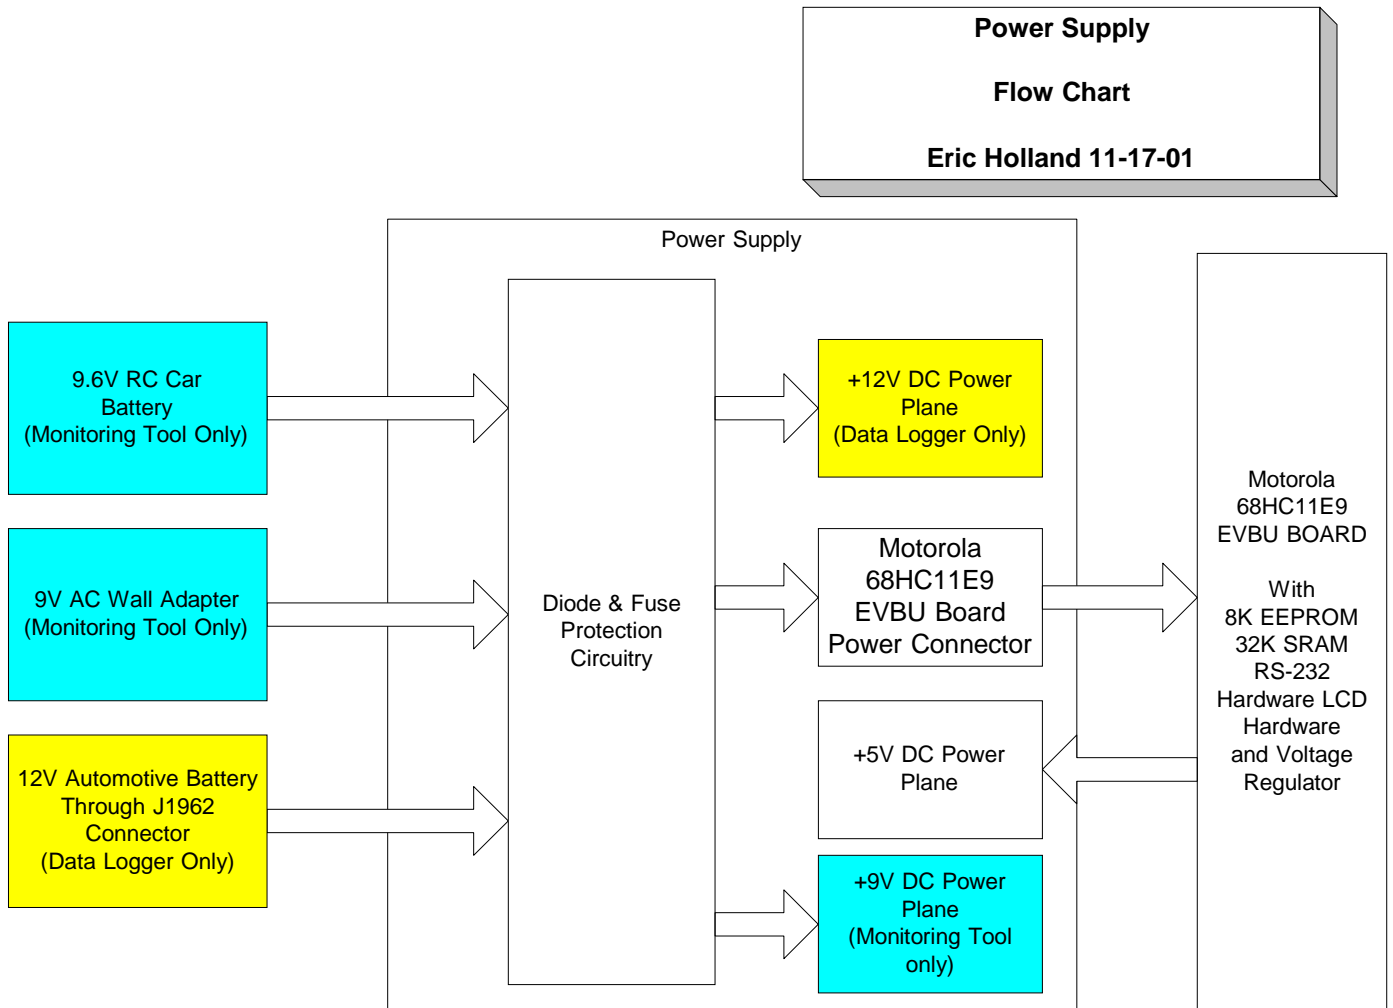 Power Supply
Flow Chart
Eric Holland 11-17-01
Power Supply
9.6V RC Car
Battery
(Monitoring Tool Only)
9V AC Wall Adapter
(Monitoring Tool Only)
12V Automotive Battery
Through J1962
Connector
(Data Logger Only)
Diode & Fuse
Protection
Circuitry
+12V DC Power
Plane
(Data Logger Only)
Motorola
68HC11E9
EVBU Board
Power Connector
+5V DC Power
Plane
+9V DC Power
Plane
(Monitoring Tool
only)
Motorola
68HC11E9
EVBU BOARD
With
8K EEPROM
32K SRAM
RS-232
Hardware LCD
Hardware
and Voltage
Regulator